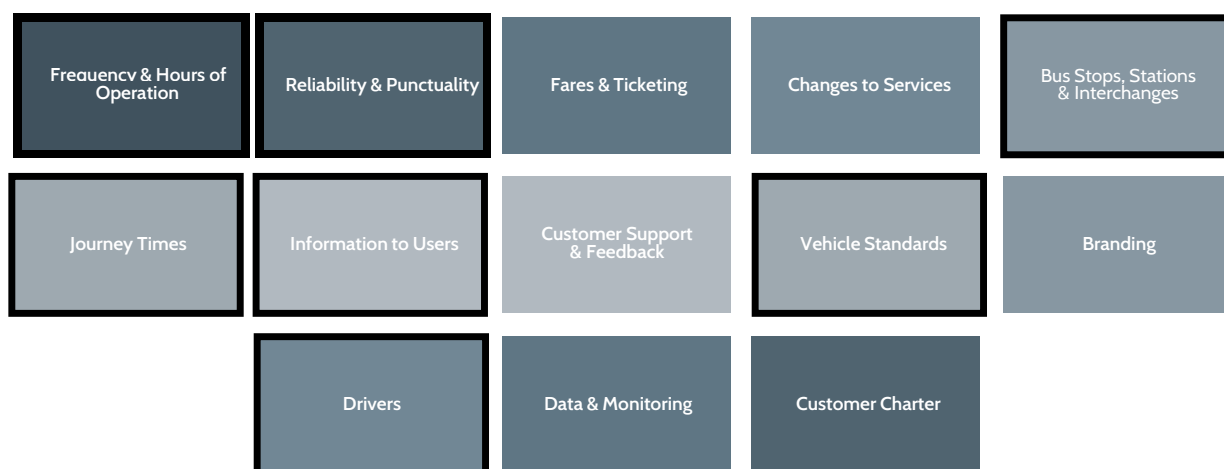 Frequency & Hours of
Operation
Reliability & Punctuality
Fares & Ticketing
Changes to Services
Bus Stops, Stations
& Interchanges
Journey Times
Information to Users
Customer Support
& Feedback
Vehicle Standards
Branding
Drivers
Data & Monitoring
Customer Charter